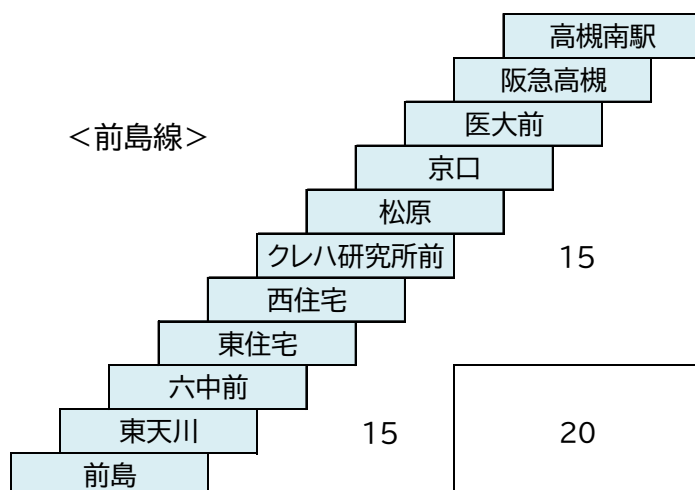 高槻南駅
阪急高槻
＜前島線＞
医大前
京口
松原
クレハ研究所前
15
西住宅
東住宅
六中前
東天川
15
20
前島